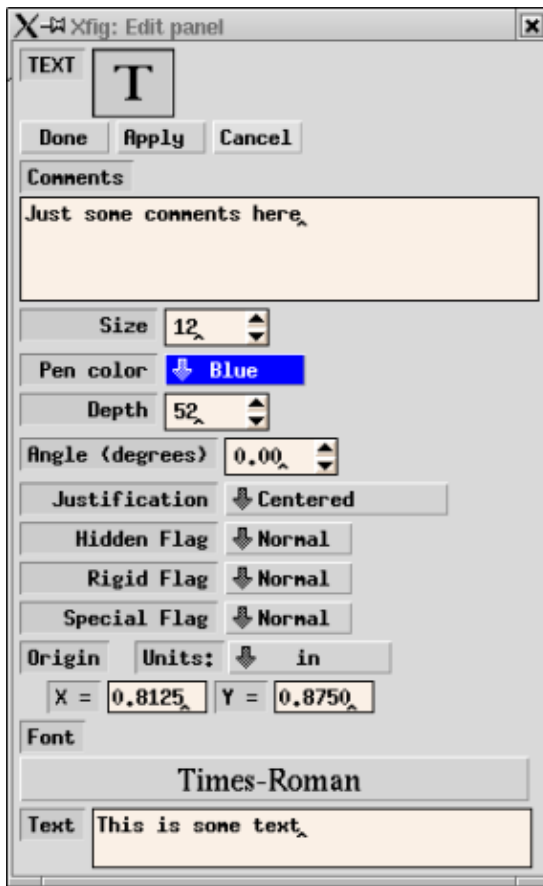 Xfig: Edit panel
TEXT T
Done Apply Cancel
Comments
Just some comments here
Size 12
Pen color Blue
Depth 52
Angle (degrees) 0.00
Justification Centered
Hidden Flag Normal
Rigid Flag Normal
Special Flag Normal
Origin Units: in
X = 0.8125 Y = 0.8750
Font
Times-Roman
Text This is some text